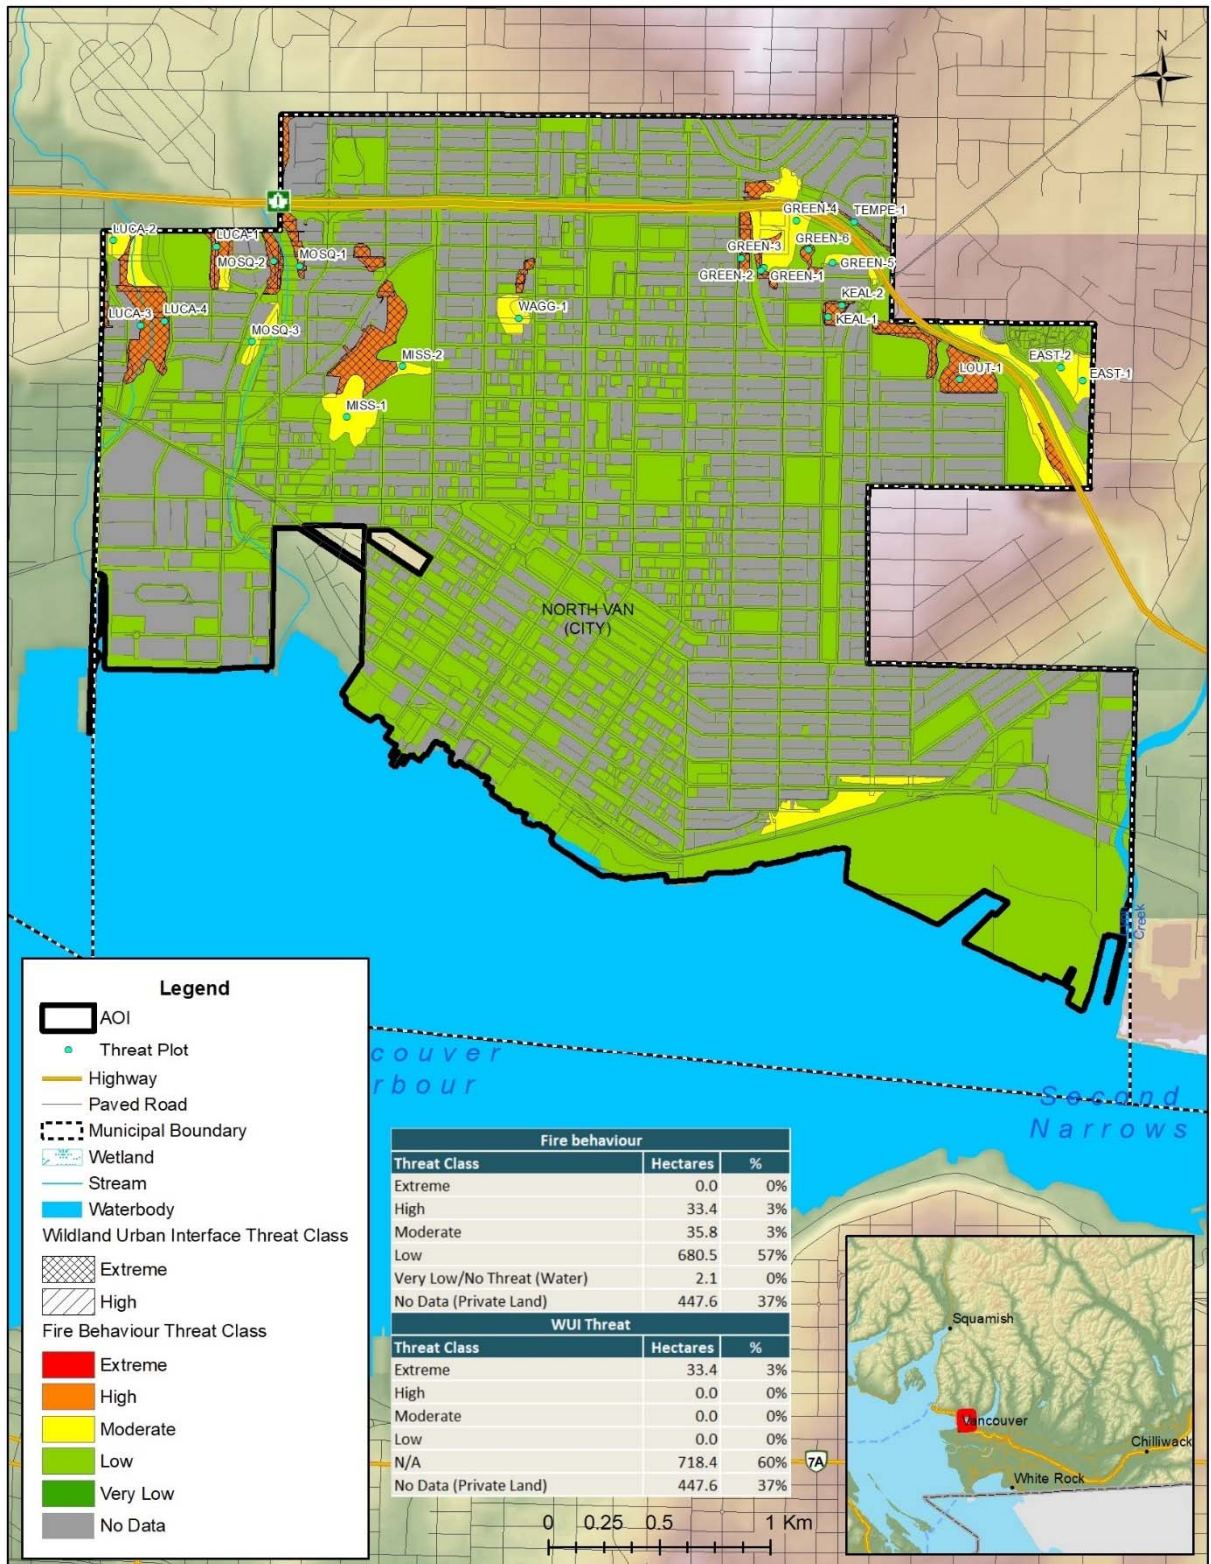 N
1
LUCA-2
LUCA-1
MOSQ-2
MOSQ-1
LUCA-3
LUCA-4
MOSQ-3
MISS-2
MISS-1
WAGG-1
GREEN-4
TEMPE-1
GREEN-3
GREEN-6
GREEN-2
GREEN-1
GREEN-5
KEAL-2
KEAL-1
LOUT-1
EAST-2
EAST-1
NORTH VAN
(CITY)
Creek
couver
rbour
Second
Narrows
Legend
AOI
Threat Plot
Highway
Paved Road
Municipal Boundary
Wetland
Stream
Waterbody
Wildland Urban Interface Threat Class
Extreme
High
Fire Behaviour Threat Class
Extreme
High
Moderate
Low
Very Low
No Data
Fire behaviour
Threat Class Hectares %
Extreme 0.0 0%
High 33.4 3%
Moderate 35.8 3%
Low 680.5 57%
Very Low/No Threat (Water) 2.1 0%
No Data (Private Land) 447.6 37%
WUI Threat
Threat Class Hectares %
Extreme 33.4 3%
High 0.0 0%
Moderate 0.0 0%
Low 0.0 0%
N/A 718.4 60%
No Data (Private Land) 447.6 37%
7A
0 0.25 0.5 1 Km
Squamish
Vancouver
Chilliwack
White Rock